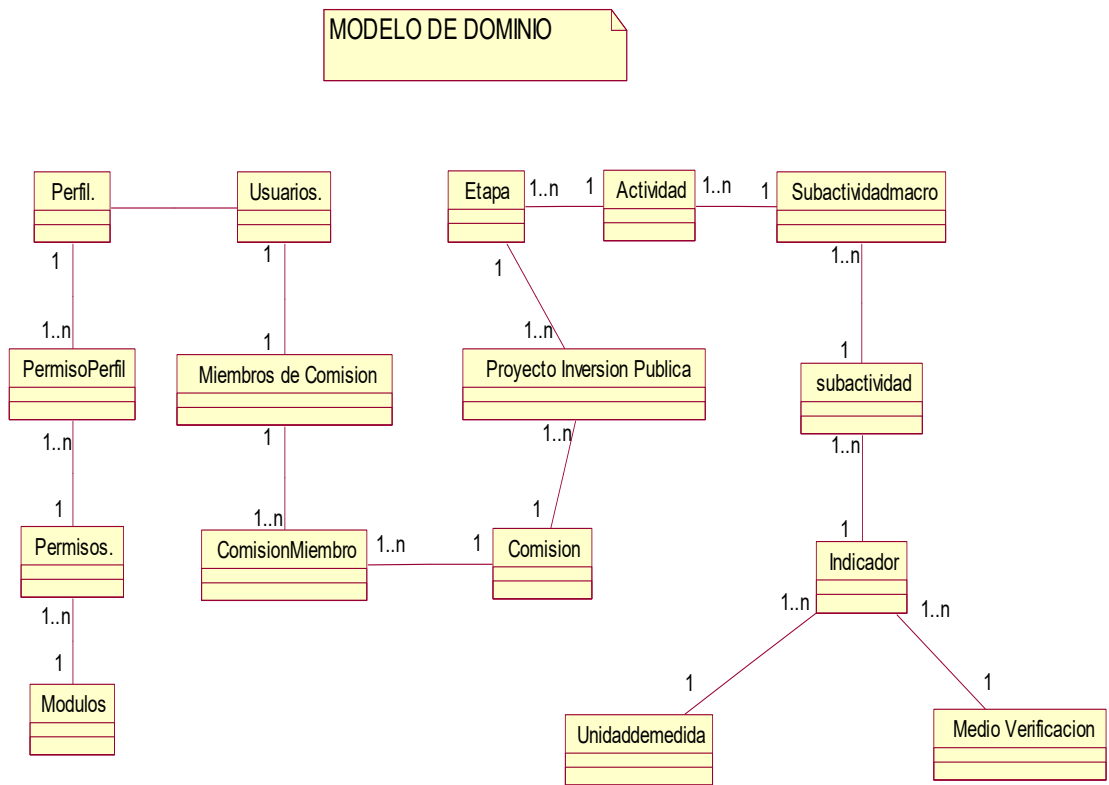 MODELO DE DOMINIO
Perfil.
Usuarios.
Etapa
1..n
1
Actividad
1..n
1
Subactividadmacro
1
1
1
1..n
1..n
1
1..n
1
PermisoPerfil
Miembros de Comision
Proyecto Inversion Publica
subactividad
1..n
1
1..n
1..n
1
1..n
1
1
Permisos.
ComisionMiembro
1..n
1
Comision
Indicador
1..n
1..n
1..n
1
1
1
Modulos
Unidaddemedida
Medio Verificacion